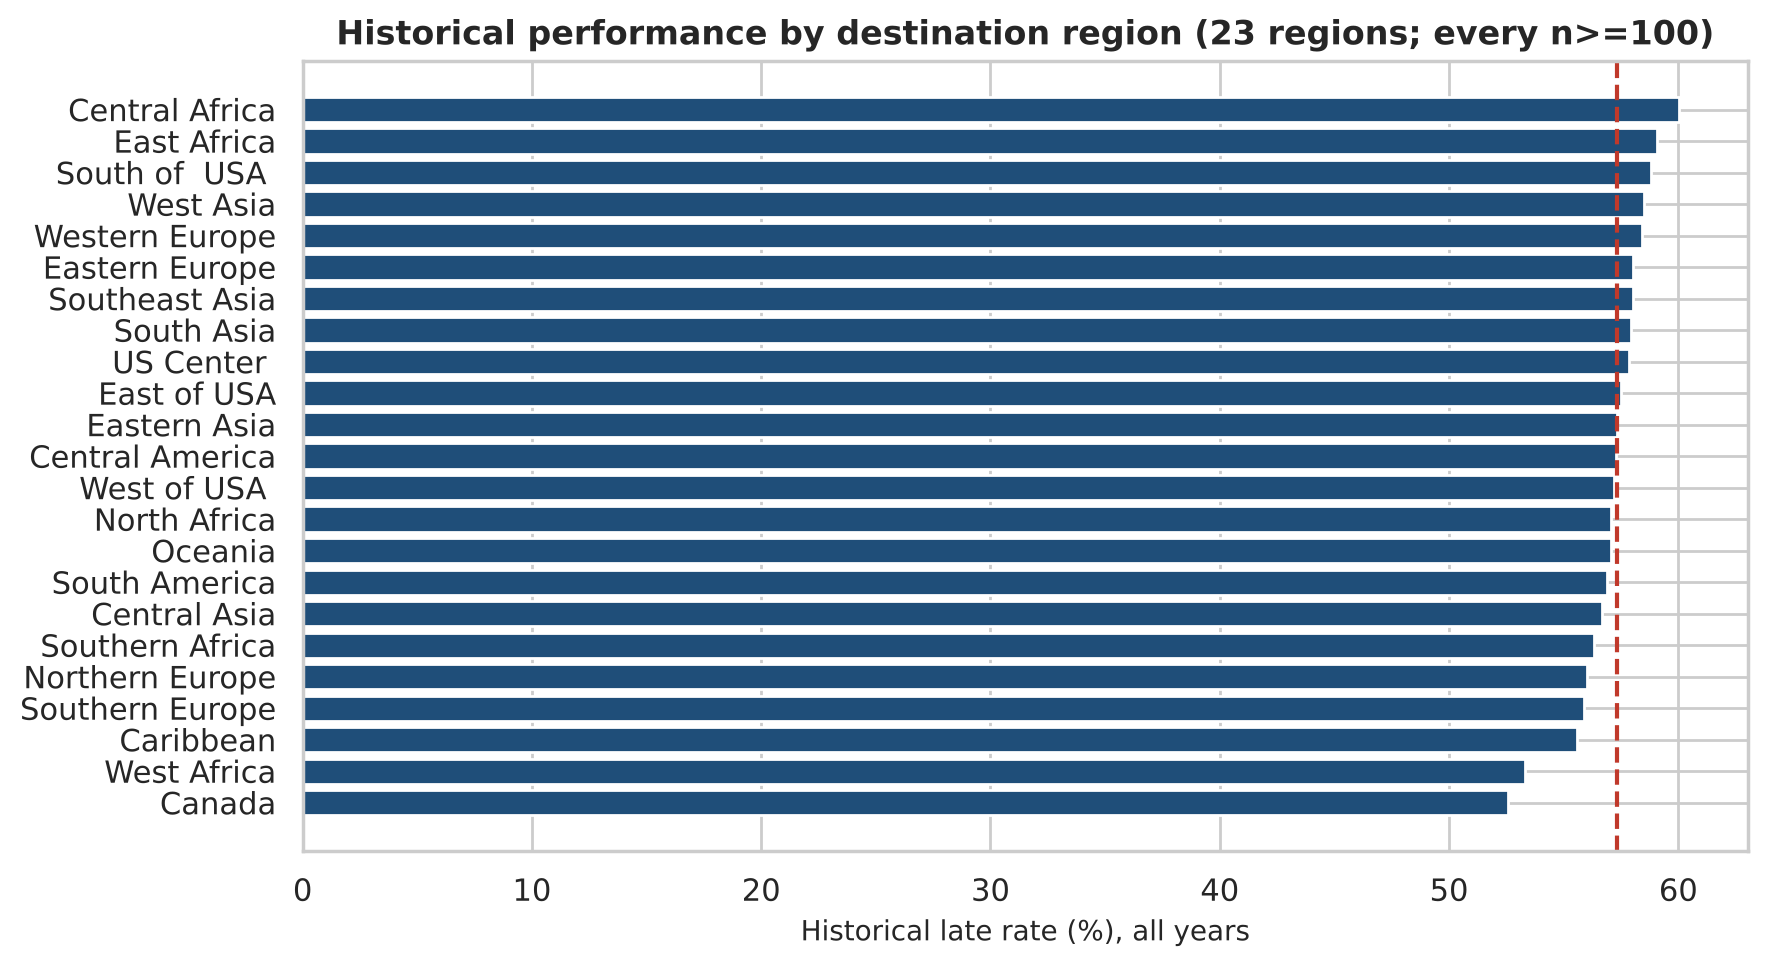 Historical performance by destination region (23 regions; every n>=100)
Central Africa
East Africa
South of  USA
West Asia
Western Europe
Eastern Europe
Southeast Asia
South Asia
US Center
East of USA
Eastern Asia
Central America
West of USA
North Africa
Oceania
South America
Central Asia
Southern Africa
Northern Europe
Southern Europe
Caribbean
West Africa
Canada
0 10 20 30 40 50 60
Historical late rate (%), all years